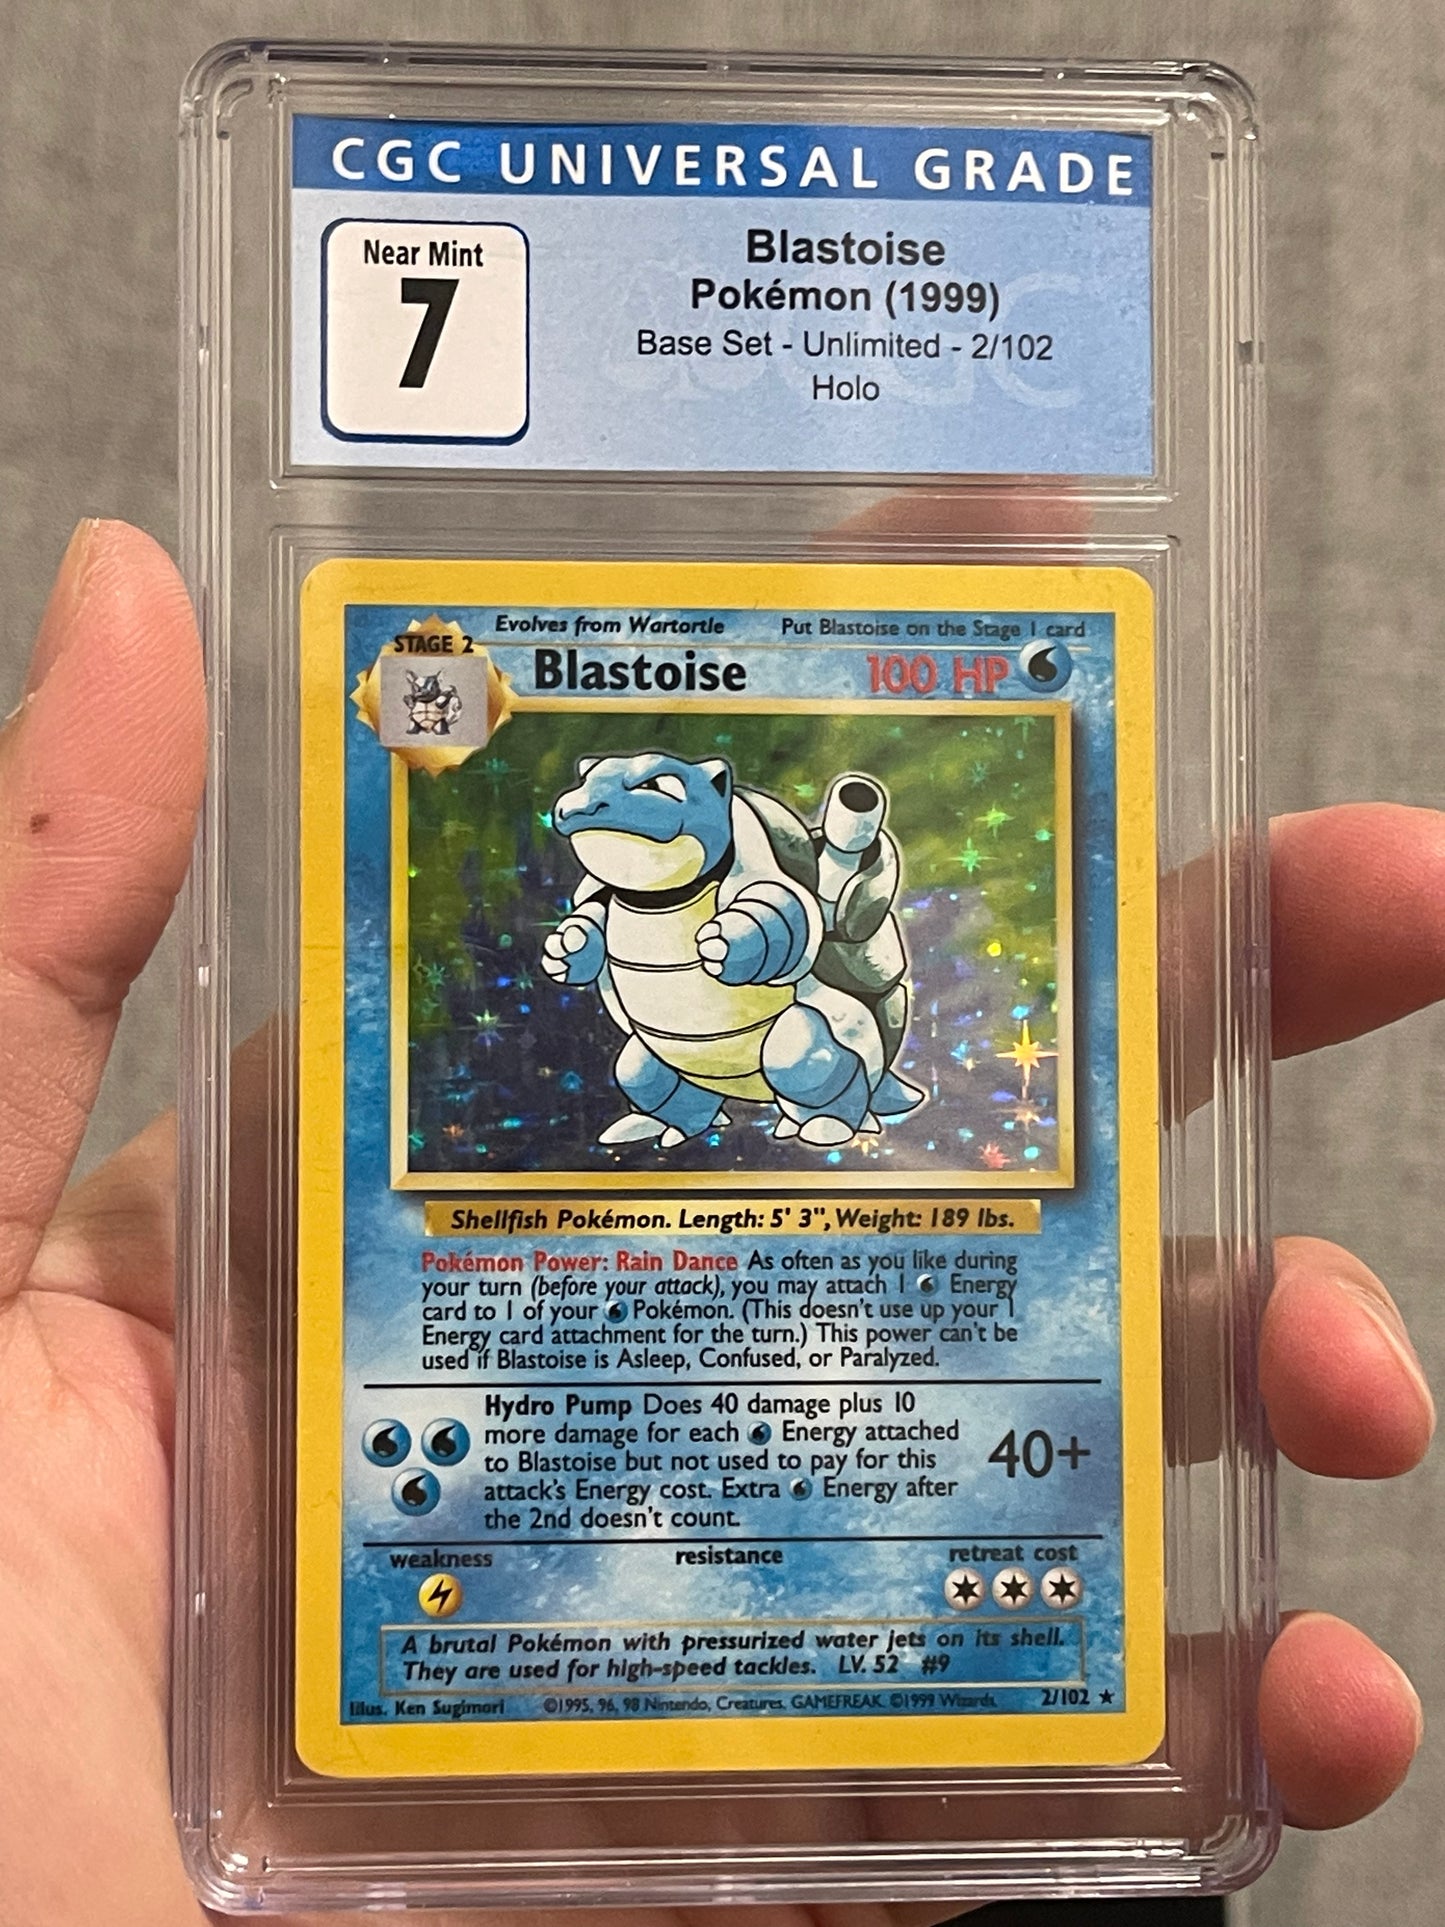 CGC UNIVERSAL GRADE
Near Mint
7
Blastoise
Pokémon (1999)
Base Set - Unlimited - 2/102
Holo
Evolves from Wartortle Put Blastoise on the Stage 1 card
STAGE 2
Blastoise 100 HP
Shellfish Pokémon. Length: 5' 3", Weight: 189 lbs.
Pokémon Power: Rain Dance As often as you like during
your turn (before your attack), you may attach 1 Energy
card to 1 of your Pokémon. (This doesn't use up your 1
Energy card attachment for the turn.) This power can't be
used if Blastoise is Asleep, Confused, or Paralyzed.
Hydro Pump Does 40 damage plus 10
more damage for each Energy attached
to Blastoise but not used to pay for this
attack's Energy cost. Extra Energy after
the 2nd doesn't count.
40+
weakness resistance retreat cost
A brutal Pokémon with pressurized water jets on its shell.
They are used for high-speed tackles. LV. 52 #9
Illus. Ken Sugimori ©1995, 96, 98 Nintendo, Creatures, GAMEFREAK. ©1999 Wizards. 2/102 ★